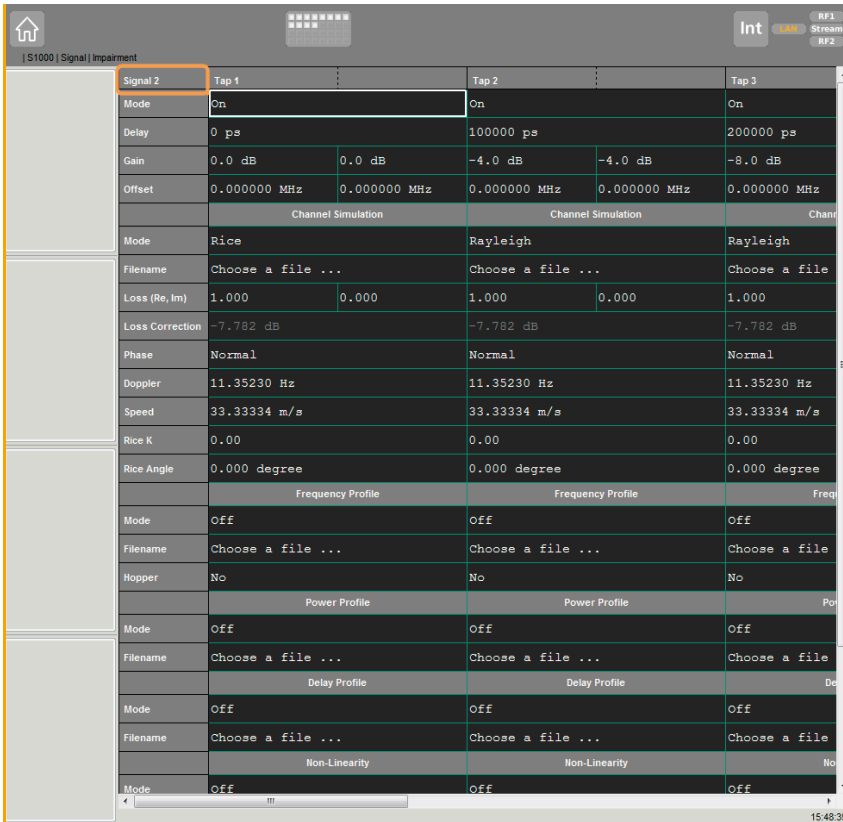 Int LAN RF1 Stream RF2
| S1000 | Signal | Impairment
Signal 2 Tap 1 Tap 2 Tap 3
Mode On On On
Delay 0 ps 100000 ps 200000 ps
Gain 0.0 dB 0.0 dB -4.0 dB -4.0 dB -8.0 dB
Offset 0.000000 MHz 0.000000 MHz 0.000000 MHz 0.000000 MHz 0.000000 MHz
Channel Simulation Channel Simulation Chann
Mode Rice Rayleigh Rayleigh
Filename Choose a file ... Choose a file ... Choose a file
Loss (Re, Im) 1.000 0.000 1.000 0.000 1.000
Loss Correction -7.782 dB -7.782 dB -7.782 dB
Phase Normal Normal Normal
Doppler 11.35230 Hz 11.35230 Hz 11.35230 Hz
Speed 33.33334 m/s 33.33334 m/s 33.33334 m/s
Rice K 0.00 0.00 0.00
Rice Angle 0.000 degree 0.000 degree 0.000 degree
Frequency Profile Frequency Profile Frequ
Mode Off Off Off
Filename Choose a file ... Choose a file ... Choose a file
Hopper No No No
Power Profile Power Profile Po
Mode Off Off Off
Filename Choose a file ... Choose a file ... Choose a file
Delay Profile Delay Profile De
Mode Off Off Off
Filename Choose a file ... Choose a file ... Choose a file
Non-Linearity Non-Linearity No
Mode Off Off Off
15:48:3